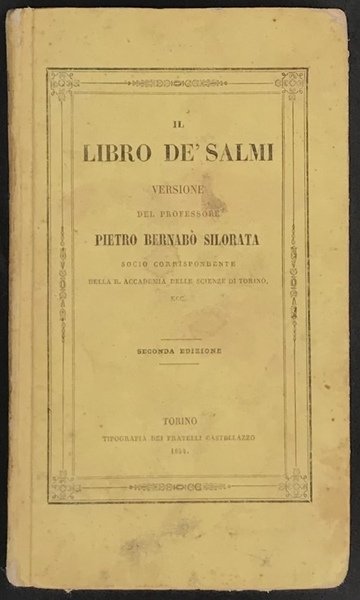 IL
LIBRO DE' SALMI
VERSIONE
DEL PROFESSORE
PIETRO BERNABÒ SILORATA
SOCIO CORRISPONDENTE
DELLA R. ACCADEMIA DELLE SCIENZE DI TORINO,
ECC.
SECONDA EDIZIONE
TORINO
TIPOGRAFIA DEI FRATELLI CASTELLAZZO